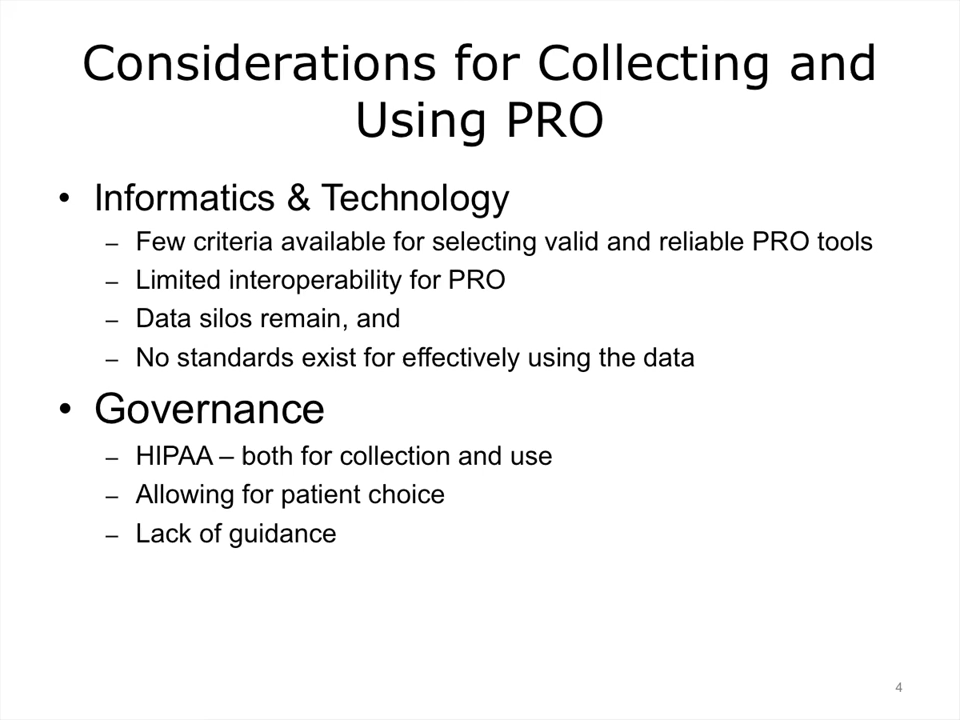 Considerations for Collecting and
Using PRO
• Informatics & Technology
– Few criteria available for selecting valid and reliable PRO tools
– Limited interoperability for PRO
– Data silos remain, and
– No standards exist for effectively using the data
• Governance
– HIPAA – both for collection and use
– Allowing for patient choice
– Lack of guidance
4